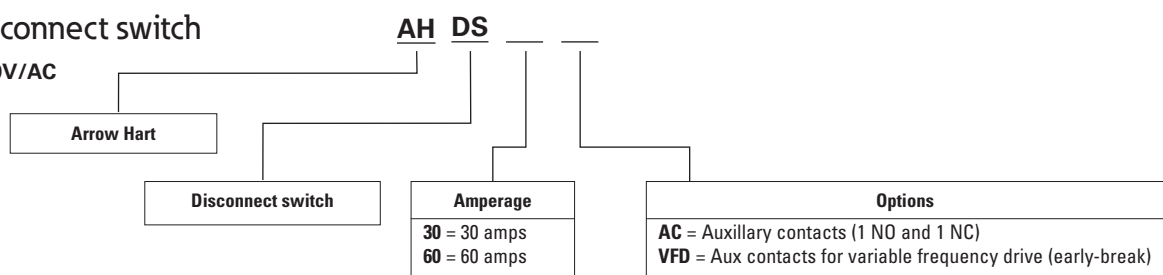 connect switch
AH DS
V/AC
Arrow Hart
Disconnect switch
Amperage
30 = 30 amps
60 = 60 amps
Options
AC = Auxillary contacts (1 NO and 1 NC)
VFD = Aux contacts for variable frequency drive (early-break)